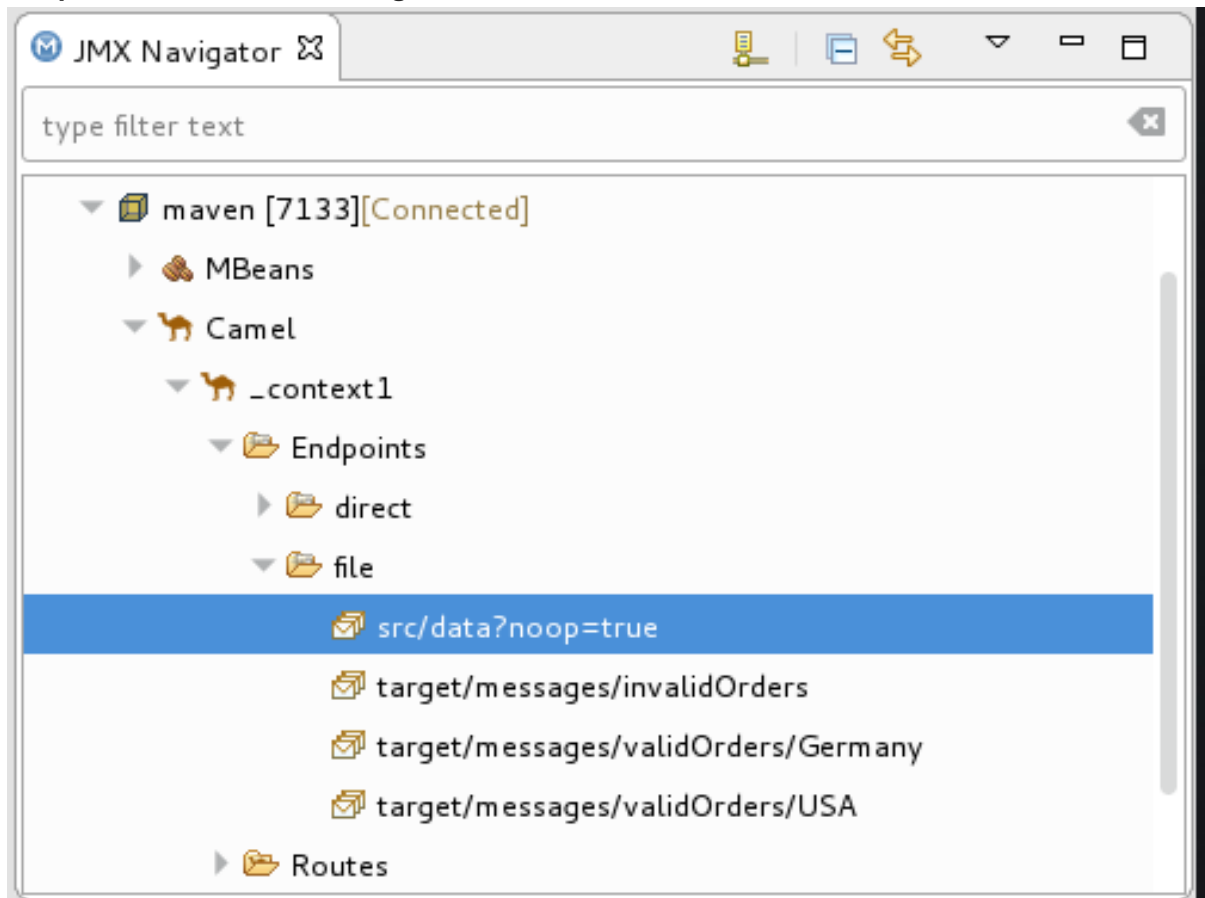 JMX Navigator
type filter text
maven [7133][Connected]
MBeans
Camel
_context1
Endpoints
direct
file
src/data?noop=true
target/messages/invalidOrders
target/messages/validOrders/Germany
target/messages/validOrders/USA
Routes